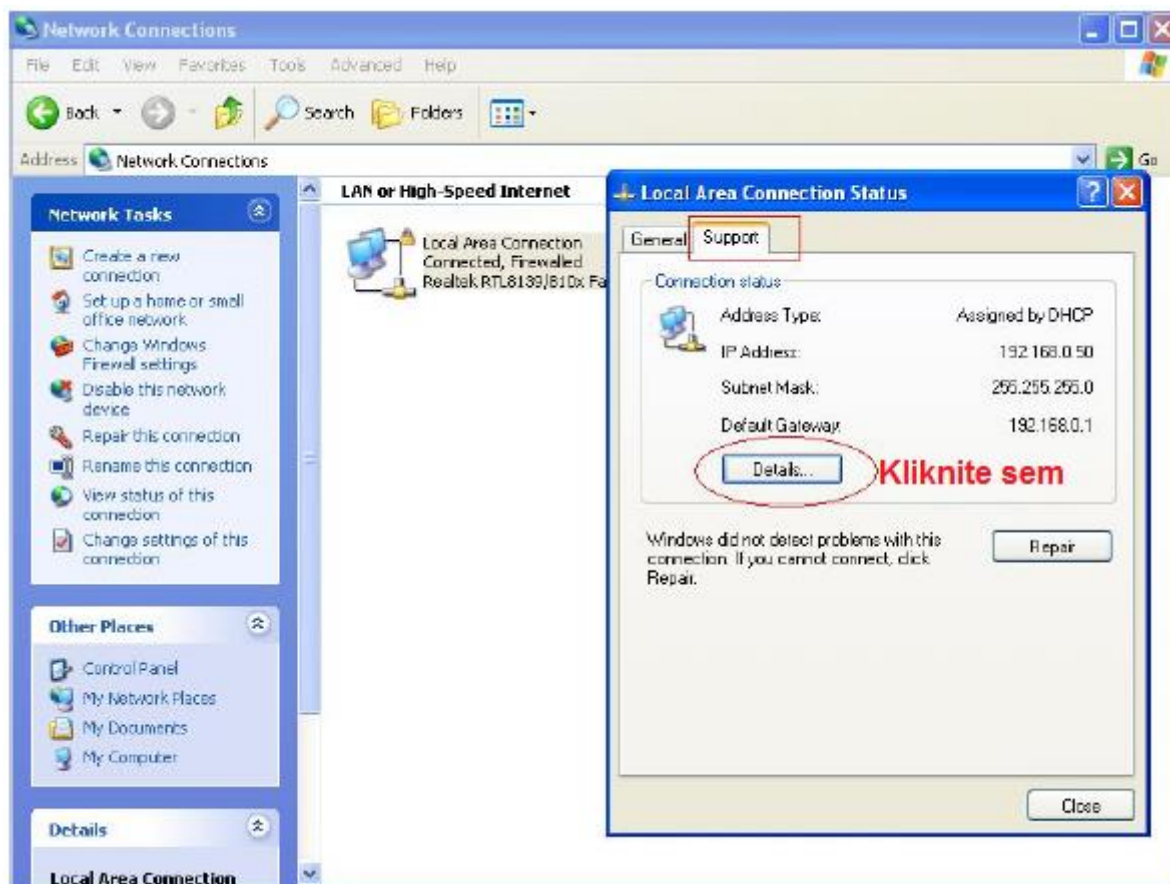 Network Connections
File Edit View Favorites Tools Advanced Help
Back Search Folders
Address Network Connections Go
Network Tasks
Create a new
connection
Set up a home or small
office network
Change Windows
Firewall settings
Disable this network
device
Repair this connection
Rename this connection
View status of this
connection
Change settings of this
connection
Other Places
Control Panel
My Network Places
My Documents
My Computer
Details
Local Area Connection
LAN or High-Speed Internet
Local Area Connection
Connected, Firewalled
Realtek RTL8139/810x Fa
Local Area Connection Status
General Support
Connection status
Address Type: Assigned by DHCP
IP Address: 192.168.0.50
Subnet Mask: 255.255.255.0
Default Gateway: 192.168.0.1
Details... Kliknite sem
Windows did not detect problems with this
connection. If you cannot connect, click
Repair.
Repair
Close